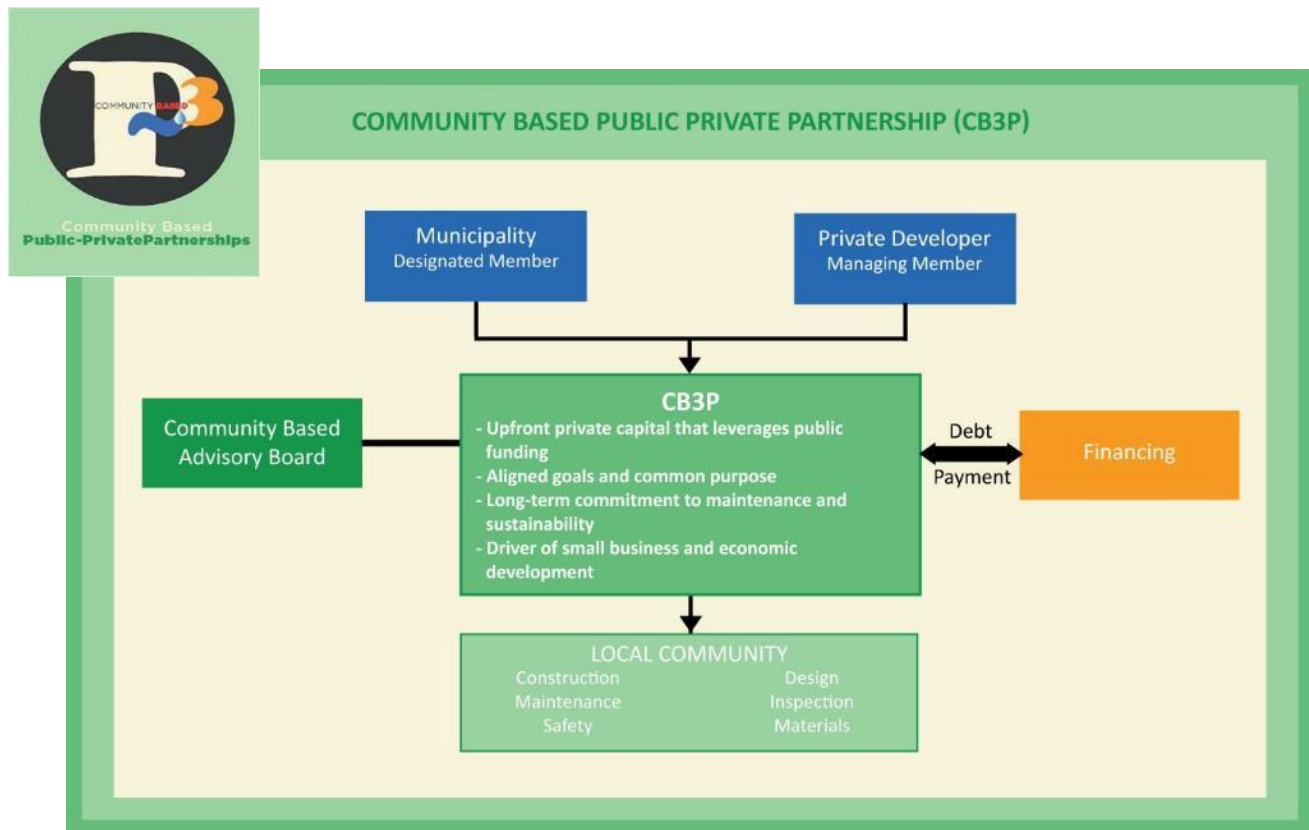 COMMUNITY BASED 3
Community Based
Public-PrivatePartnerships
COMMUNITY BASED PUBLIC PRIVATE PARTNERSHIP (CB3P)
Municipality
Designated Member
Private Developer
Managing Member
Community Based
Advisory Board
CB3P
- Upfront private capital that leverages public
funding
- Aligned goals and common purpose
- Long-term commitment to maintenance and
sustainability
- Driver of small business and economic
development
Debt
Payment
Financing
LOCAL COMMUNITY
Construction
Maintenance
Safety
Design
Inspection
Materials